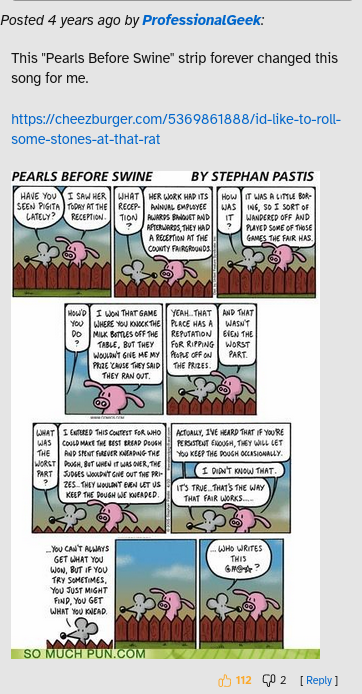 Posted 4 years ago by ProfessionalGeek:
This "Pearls Before Swine" strip forever changed this
song for me.
https://cheezburger.com/5369861888/id-like-to-roll-
some-stones-at-that-rat
PEARLS BEFORE SWINE BY STEPHAN PASTIS
HAVE YOU
SEEN PIGITA
LATELY?
I SAW HER
TODAY AT THE
RECEPTION.
WHAT
RECEP-
TION
?
HER WORK HAD ITS
ANNUAL EMPLOYEE
AWARDS BANQUET AND
AFTERWARDS, THEY HAD
A RECEPTION AT THE
COUNTY FAIRGROUNDS.
HOW
WAS
IT
?
IT WAS A LITTLE BOR-
ING, SO I SORT OF
WANDERED OFF AND
PLAYED SOME OF THOSE
GAMES THE FAIR HAS.
HOW'D
YOU
DO
?
I WON THAT GAME
WHERE YOU KNOCK THE
MILK BOTTLES OFF THE
TABLE, BUT THEY
WOULDN'T GIVE ME MY
PRIZE 'CAUSE THEY SAID
THEY RAN OUT.
YEAH...THAT
PLACE HAS A
REPUTATION
FOR RIPPING
PEOPLE OFF ON
THE PRIZES.
AND THAT
WASN'T
EVEN THE
WORST
PART.
WHAT
WAS
THE
WORST
PART
?
I ENTERED THIS CONTEST FOR WHO
COULD MAKE THE BEST BREAD DOUGH
AND SPENT FOREVER KNEADING THE
DOUGH, BUT WHEN IT WAS OVER, THE
JUDGES WOULDN'T GIVE OUT THE PRI-
ZES...THEY WOULDN'T EVEN LET US
KEEP THE DOUGH WE KNEADED.
ACTUALLY, I'VE HEARD THAT IF YOU'RE
PERSISTENT ENOUGH, THEY WILL LET
YOU KEEP THE DOUGH OCCASIONALLY.
I DIDN'T KNOW THAT.
IT'S TRUE...THAT'S THE WAY
THAT FAIR WORKS.....
...YOU CAN'T ALWAYS
GET WHAT YOU
WON, BUT IF YOU
TRY SOMETIMES,
YOU JUST MIGHT
FIND, YOU GET
WHAT YOU KNEAD.
...WHO WRITES
THIS
@#@☆?
SO MUCH PUN.COM
112 2 [ Reply ]